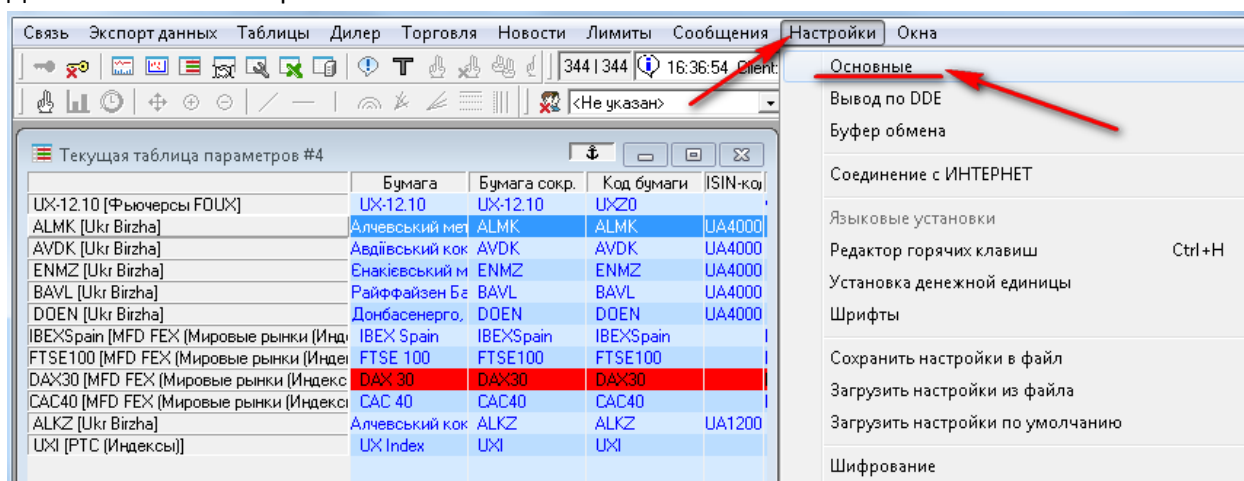 Связь Экспорт данных Таблицы Дилер Торговля Новости Лимиты Сообщения Настройки Окна
344 | 344 16:36:54 Client:
<Не указан>
Текущая таблица параметров #4
Бумага Бумага сокр. Код бумаги ISIN-код
UX-12.10 [Фьючерсы FOUX] UX-12.10 UX-12.10 UXZ0
ALMK [Ukr Birzha] Алчевський мет ALMK ALMK UA4000
AVDK [Ukr Birzha] Авдіївський кок AVDK AVDK UA4000
ENMZ [Ukr Birzha] Єнакієвський м ENMZ ENMZ UA4000
BAVL [Ukr Birzha] Райффайзен Ба BAVL BAVL UA4000
DOEN [Ukr Birzha] Донбасенерго, DOEN DOEN UA4000
IBEXSpain [MFD FEX (Мировые рынки (Инде IBEX Spain IBEXSpain IBEXSpain
FTSE100 [MFD FEX (Мировые рынки (Индек FTSE 100 FTSE100 FTSE100
DAX30 [MFD FEX (Мировые рынки (Индекс DAX 30 DAX30 DAX30
CAC40 [MFD FEX (Мировые рынки (Индекс CAC 40 CAC40 CAC40
ALKZ [Ukr Birzha] Алчевський кок ALKZ ALKZ UA1200
UXI [РТС (Индексы)] UX Index UXI UXI
Основные
Вывод по DDE
Буфер обмена
Соединение с ИНТЕРНЕТ
Языковые установки
Редактор горячих клавиш Ctrl+H
Установка денежной единицы
Шрифты
Сохранить настройки в файл
Загрузить настройки из файла
Загрузить настройки по умолчанию
Шифрование